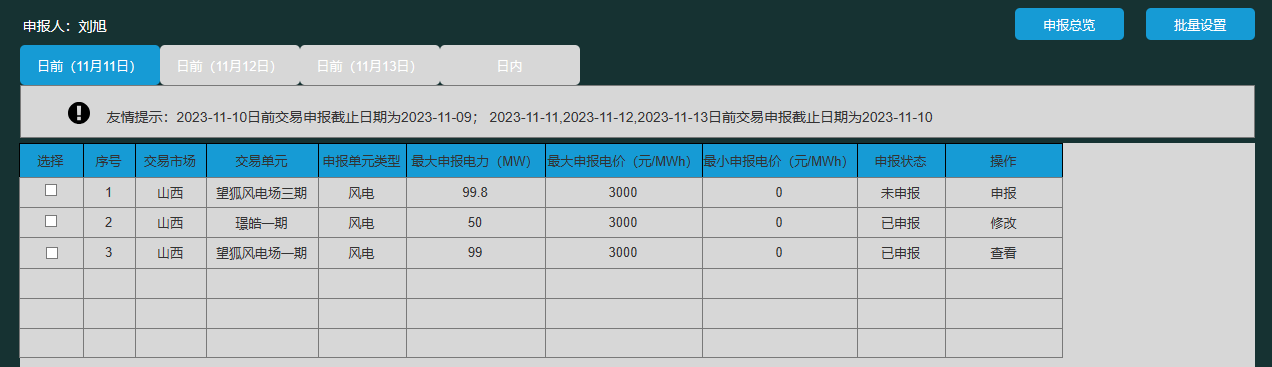 申报人：刘旭
申报总览 批量设置
日前（11月11日） 日前（11月12日） 日前（11月13日） 日内
友情提示：2023-11-10日前交易申报截止日期为2023-11-09； 2023-11-11,2023-11-12,2023-11-13日前交易申报截止日期为2023-11-10
选择 序号 交易市场 交易单元 申报单元类型 最大申报电力（MW） 最大申报电价（元/MWh） 最小申报电价（元/MWh） 申报状态 操作
1 山西 望狐风电场三期 风电 99.8 3000 0 未申报 申报
2 山西 璟皓一期 风电 50 3000 0 已申报 修改
3 山西 望狐风电场一期 风电 99 3000 0 已申报 查看